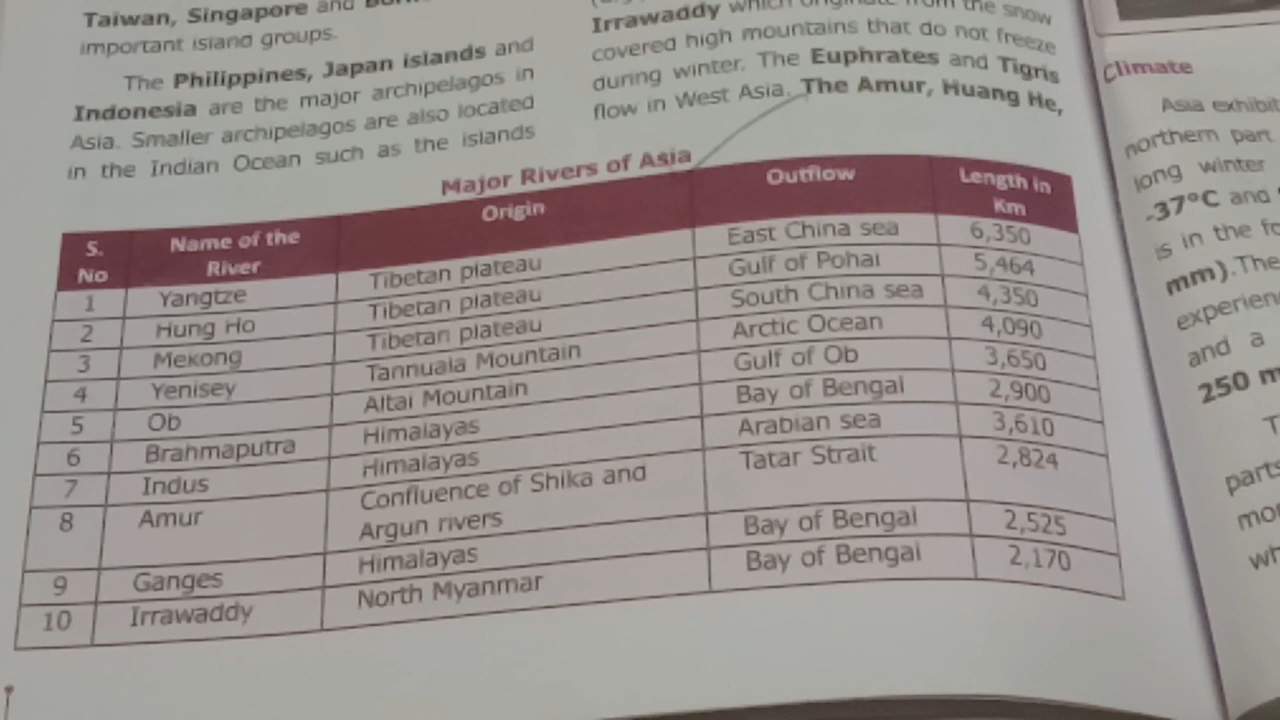 Taiwan, Singapore and
important island groups.
The Philippines, Japan islands and
Indonesia are the major archipelagos in
Asia. Smaller archipelagos are also located
in the Indian Ocean such as the islands
Irrawaddy which originate from the snow
covered high mountains that do not freeze
during winter. The Euphrates and Tigris
flow in West Asia. The Amur, Huang He,
Major Rivers of Asia
S. No Name of the River Origin Outflow Length in Km
1 Yangtze Tibetan plateau East China sea 6,350
2 Hung Ho Tibetan plateau Gulf of Pohai 5,464
3 Mekong Tibetan plateau South China sea 4,350
4 Yenisey Tannuala Mountain Arctic Ocean 4,090
5 Ob Altai Mountain Gulf of Ob 3,650
6 Brahmaputra Himalayas Bay of Bengal 2,900
7 Indus Himalayas Arabian sea 3,610
8 Amur Confluence of Shika and Argun rivers Tatar Strait 2,824
9 Ganges Himalayas Bay of Bengal 2,525
10 Irrawaddy North Myanmar Bay of Bengal 2,170
Climate
Asia exhibit
northern part
long winter
-37°C and
is in the
mm).The
experien
and a
250 m
T
parts
mo
wh